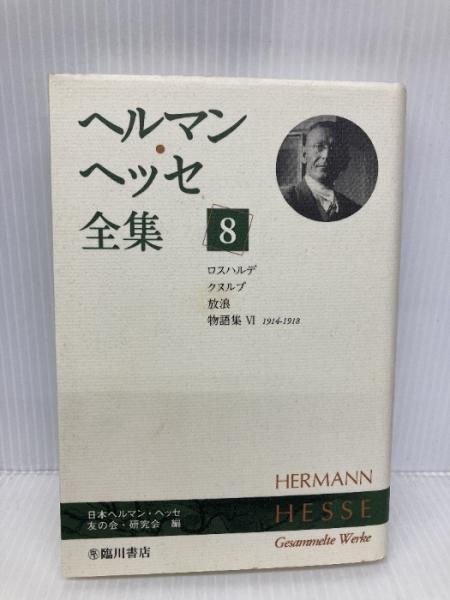 ヘルマン・
ヘッセ
全集 8
ロスハルデ
クヌルプ
放浪
物語集 Ⅵ 1914-1918
HERMANN
HESSE
Gesammelte Werke
日本ヘルマン・ヘッセ
友の会・研究会 編
臨川書店